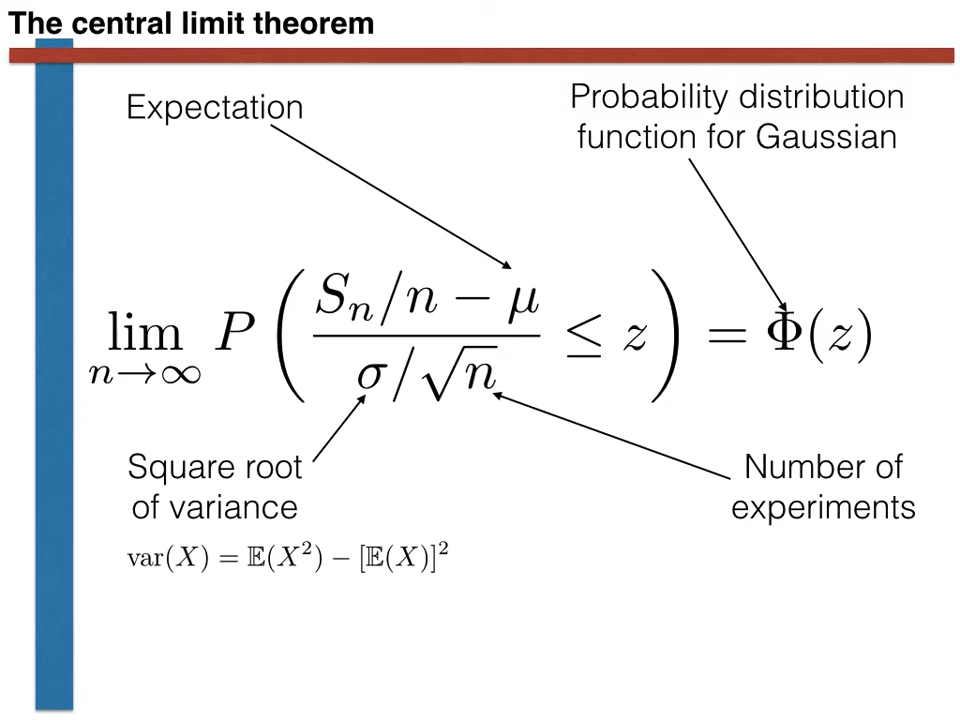 The central limit theorem
Expectation
Probability distribution
function for Gaussian
lim n→∞ P ( (S_n/n − μ) / (σ/√n) ≤ z ) = Φ(z)
Square root
of variance
Number of
experiments
var(X) = 𝔼(X²) − [𝔼(X)]²